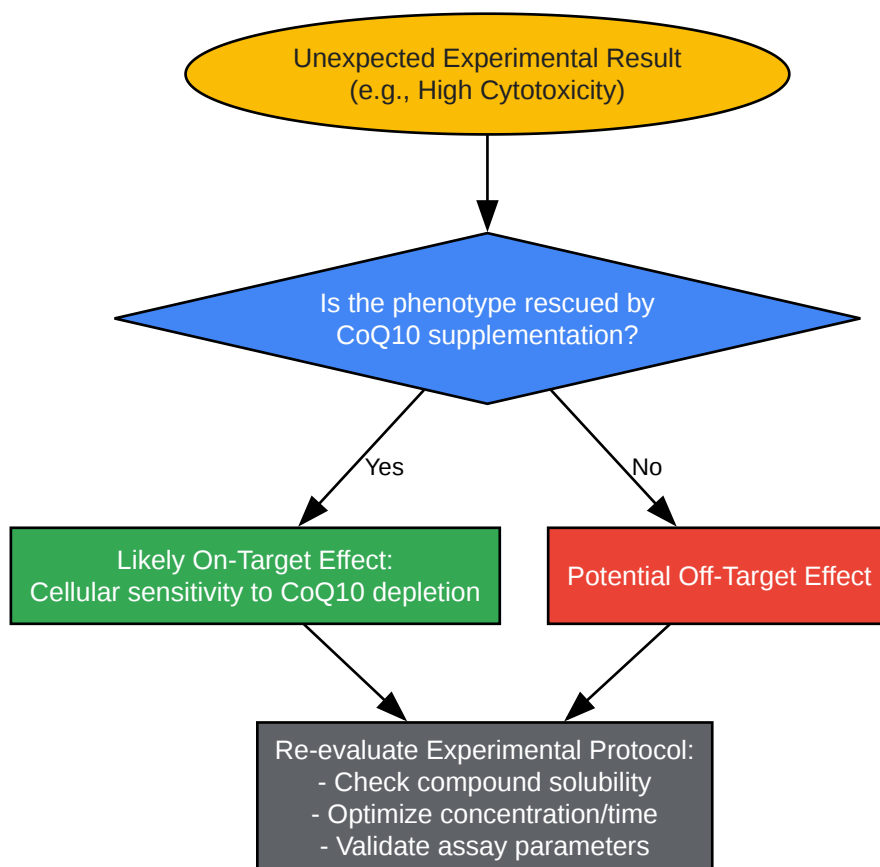 Unexpected Experimental Result
(e.g., High Cytotoxicity)
Is the phenotype rescued by
CoQ10 supplementation?
Yes
No
Likely On-Target Effect:
Cellular sensitivity to CoQ10 depletion
Potential Off-Target Effect
Re-evaluate Experimental Protocol:
- Check compound solubility
- Optimize concentration/time
- Validate assay parameters